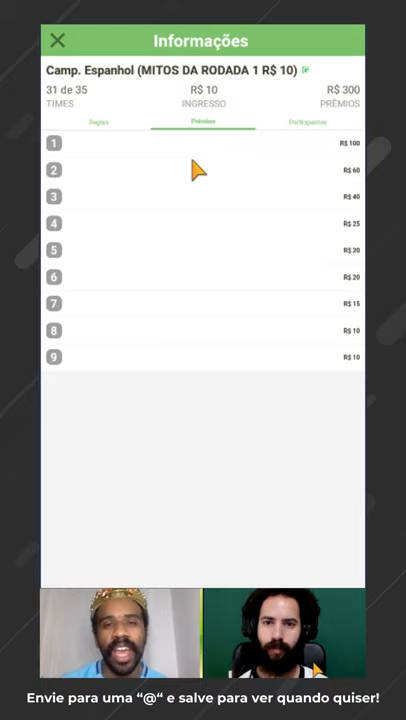 Informações
Camp. Espanhol (MITOS DA RODADA 1 R$ 10)
31 de 35 R$ 10 R$ 300
TIMES INGRESSO PRÊMIOS
Regras Prêmios Participantes
1 R$ 100
2 R$ 60
3 R$ 40
4 R$ 25
5 R$ 20
6 R$ 20
7 R$ 15
8 R$ 10
9 R$ 10
Envie para uma “@“ e salve para ver quando quiser!